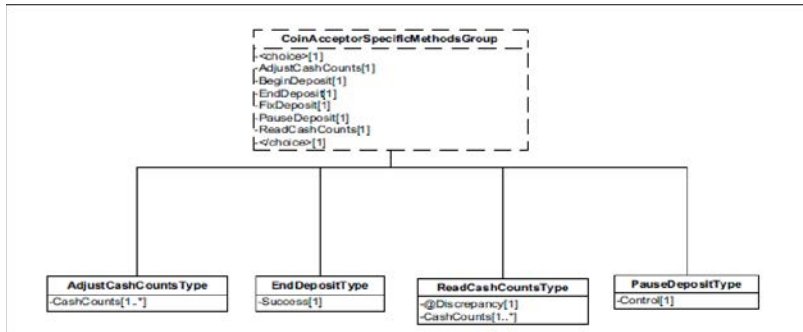 CoinAcceptorSpecificMethodsGroup
-<choice>[1]
-AdjustCashCounts[1]
-BeginDeposit[1]
-EndDeposit[1]
-FixDeposit[1]
-PauseDeposit[1]
-ReadCashCounts[1]
-</choice>[1]
AdjustCashCountsType
-CashCounts[1..*]
EndDepositType
-Success[1]
ReadCashCountsType
-@Discrepancy[1]
-CashCounts[1..*]
PauseDepositType
-Control[1]